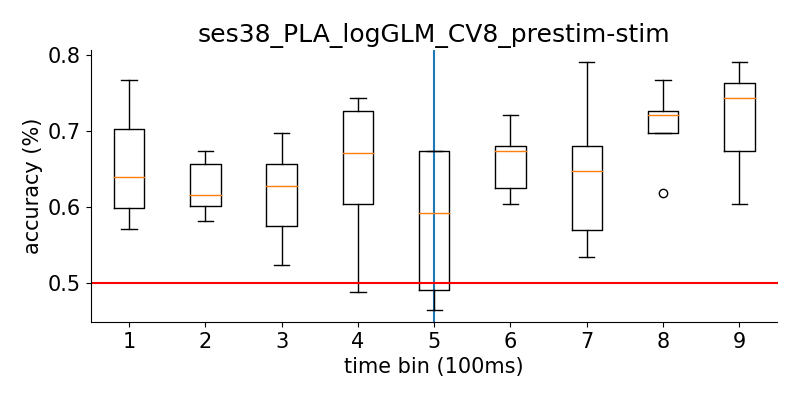 ses38_PLA_logGLM_CV8_prestim-stim
accuracy (%)
0.8
0.7
0.6
0.5
1 2 3 4 5 6 7 8 9
time bin (100ms)